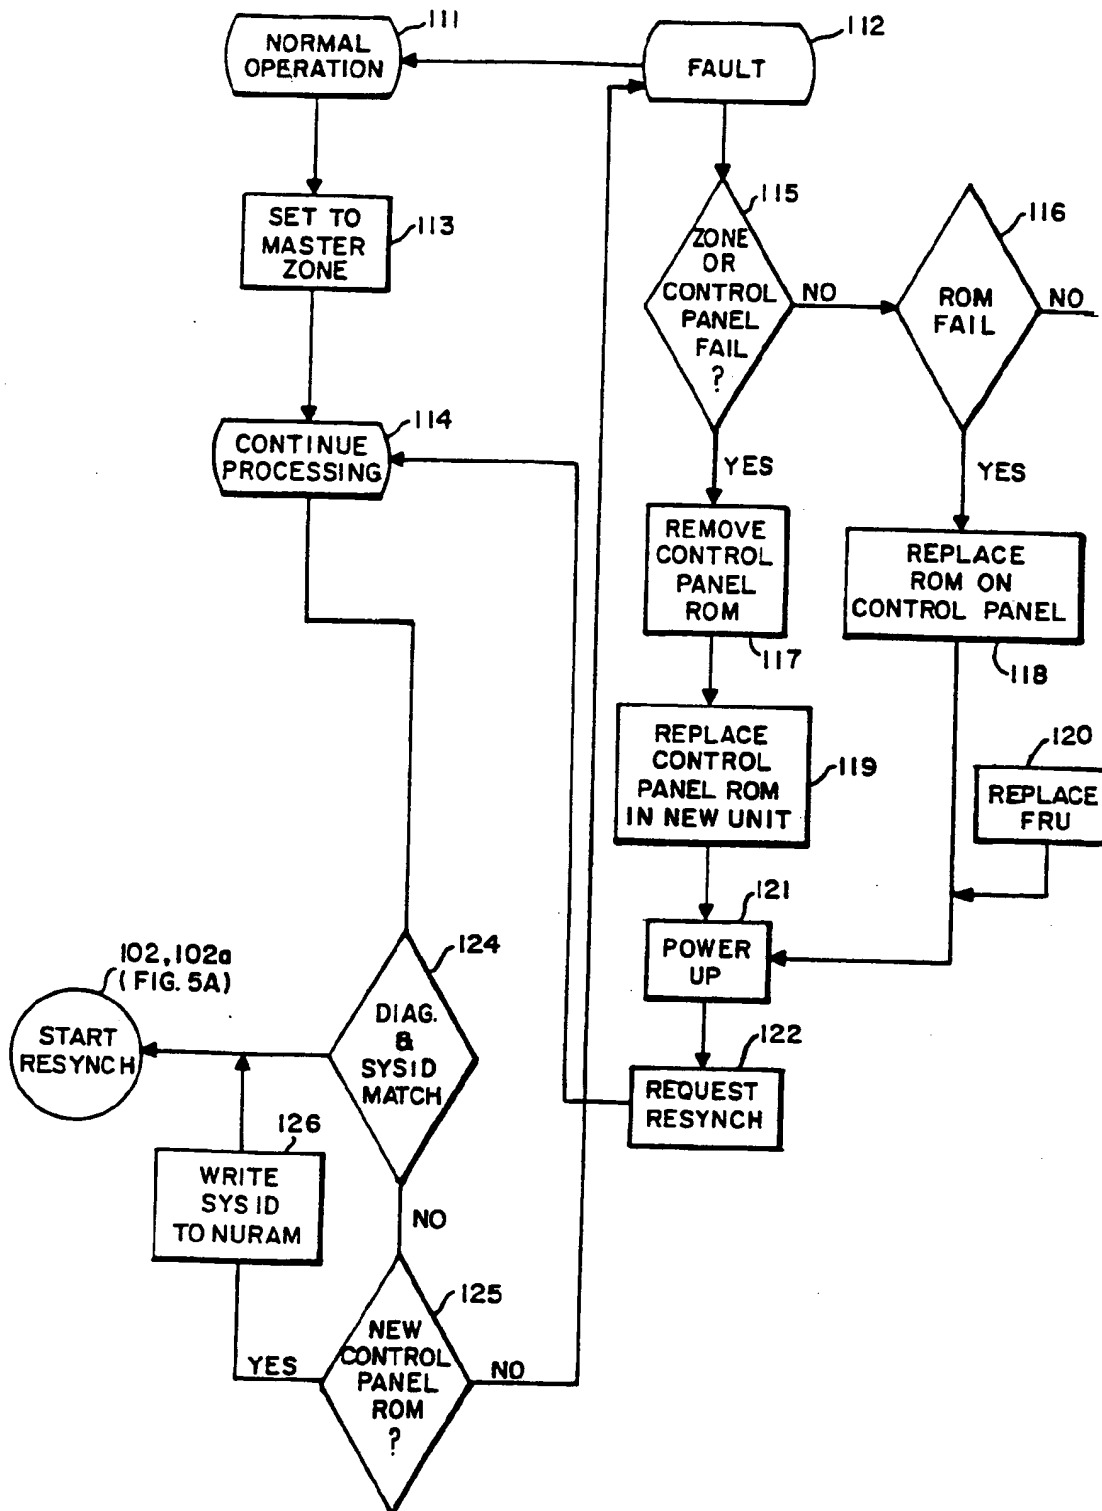 111
NORMAL
OPERATION
112
FAULT
SET TO
MASTER
ZONE
113
115
ZONE
OR
CONTROL
PANEL
FAIL
?
NO
116
ROM
FAIL
NO
114
CONTINUE
PROCESSING
YES
YES
REMOVE
CONTROL
PANEL
ROM
117
REPLACE
ROM ON
CONTROL PANEL
118
REPLACE
CONTROL
PANEL ROM
IN NEW UNIT
119
120
REPLACE
FRU
121
POWER
UP
122
REQUEST
RESYNCH
102, 102a
(FIG. 5A)
START
RESYNCH
124
DIAG.
&
SYSID
MATCH
126
WRITE
SYS ID
TO NURAM
NO
125
NEW
CONTROL
PANEL
ROM
?
YES
NO